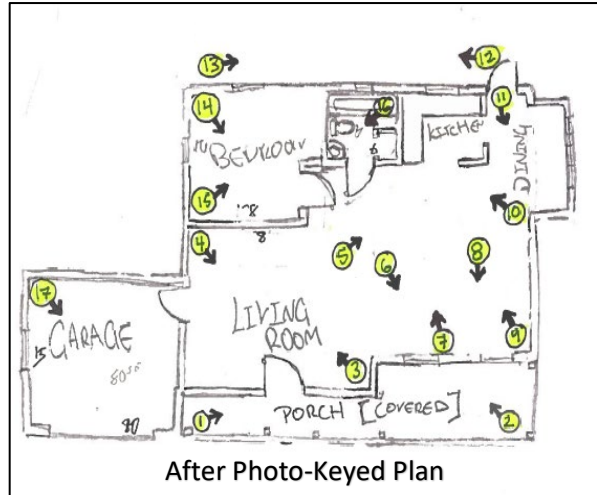 13
12
14
16
11
KITCHEN
BEDROOM
DINING
15
10
4
5
6
8
17
LIVING
ROOM
GARAGE
7
9
3
1
PORCH [COVERED]
2
After Photo-Keyed Plan